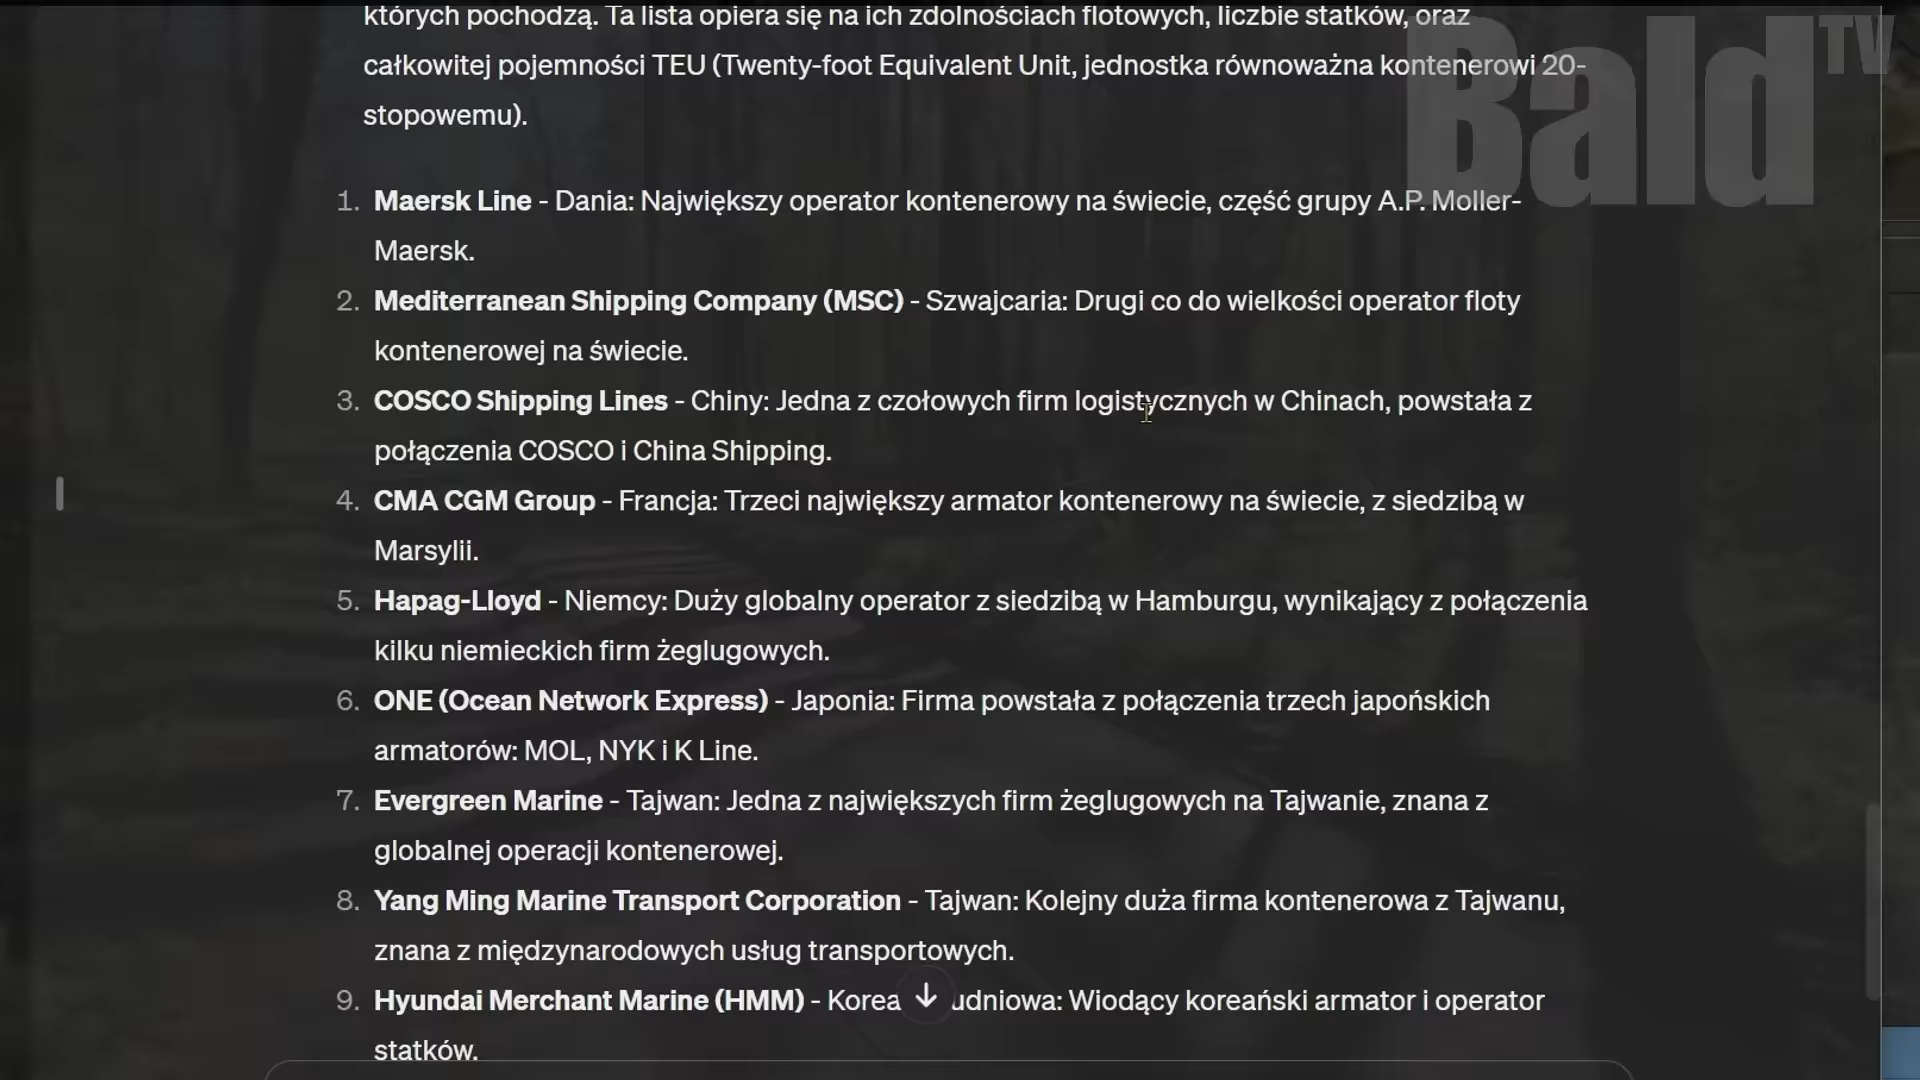 których pochodzą. Ta lista opiera się na ich zdolnościach flotowych, liczbie statków, oraz
całkowitej pojemności TEU (Twenty-foot Equivalent Unit, jednostka równoważna kontenerowi 20-
stopowemu).
Bald TV
1. Maersk Line - Dania: Największy operator kontenerowy na świecie, część grupy A.P. Moller-
Maersk.
2. Mediterranean Shipping Company (MSC) - Szwajcaria: Drugi co do wielkości operator floty
kontenerowej na świecie.
3. COSCO Shipping Lines - Chiny: Jedna z czołowych firm logistycznych w Chinach, powstała z
połączenia COSCO i China Shipping.
4. CMA CGM Group - Francja: Trzeci największy armator kontenerowy na świecie, z siedzibą w
Marsylii.
5. Hapag-Lloyd - Niemcy: Duży globalny operator z siedzibą w Hamburgu, wynikający z połączenia
kilku niemieckich firm żeglugowych.
6. ONE (Ocean Network Express) - Japonia: Firma powstała z połączenia trzech japońskich
armatorów: MOL, NYK i K Line.
7. Evergreen Marine - Tajwan: Jedna z największych firm żeglugowych na Tajwanie, znana z
globalnej operacji kontenerowej.
8. Yang Ming Marine Transport Corporation - Tajwan: Kolejny duża firma kontenerowa z Tajwanu,
znana z międzynarodowych usług transportowych.
9. Hyundai Merchant Marine (HMM) - Korea udniowa: Wiodący koreański armator i operator
statków.